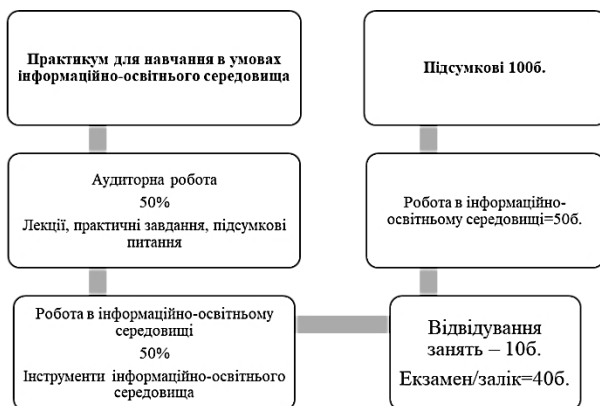 Практикум для навчання в умовах
інформаційно-освітнього середовища
Аудиторна робота
50%
Лекції, практичні завдання, підсумкові
питання
Робота в інформаційно-освітньому
середовищі
50%
Інструменти інформаційно-освітнього
середовища
Підсумкові 100б.
Робота в інформаційно-
освітньому середовищі=50б.
Відвідування
занять – 10б.
Екзамен/залік=40б.